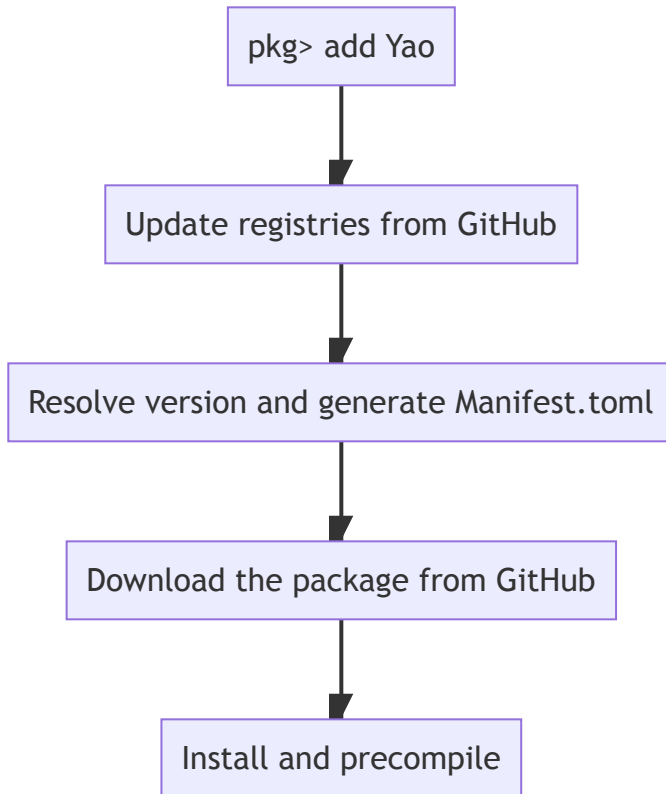 pkg> add Yao
Update registries from GitHub
Resolve version and generate Manifest.toml
Download the package from GitHub
Install and precompile